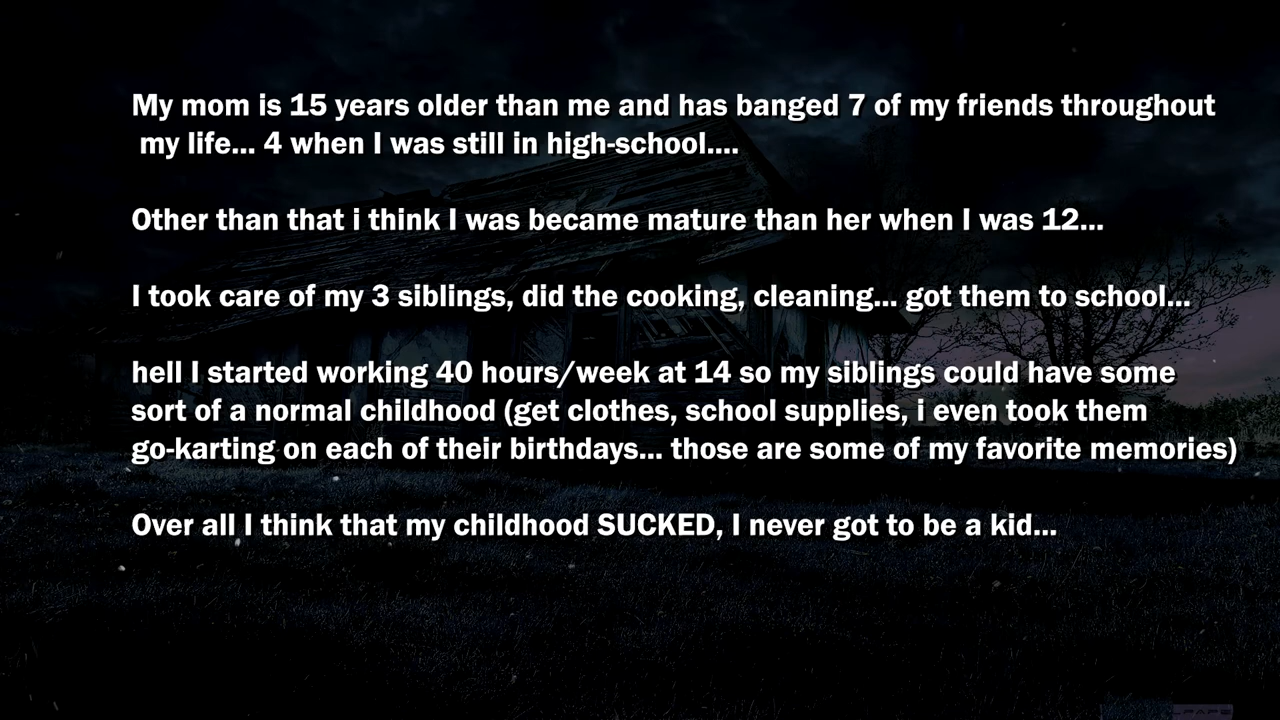 My mom is 15 years older than me and has banged 7 of my friends throughout
my life... 4 when I was still in high-school....
Other than that i think I was became mature than her when I was 12...
I took care of my 3 siblings, did the cooking, cleaning... got them to school...
hell I started working 40 hours/week at 14 so my siblings could have some
sort of a normal childhood (get clothes, school supplies, i even took them
go-karting on each of their birthdays... those are some of my favorite memories)
Over all I think that my childhood SUCKED, I never got to be a kid...